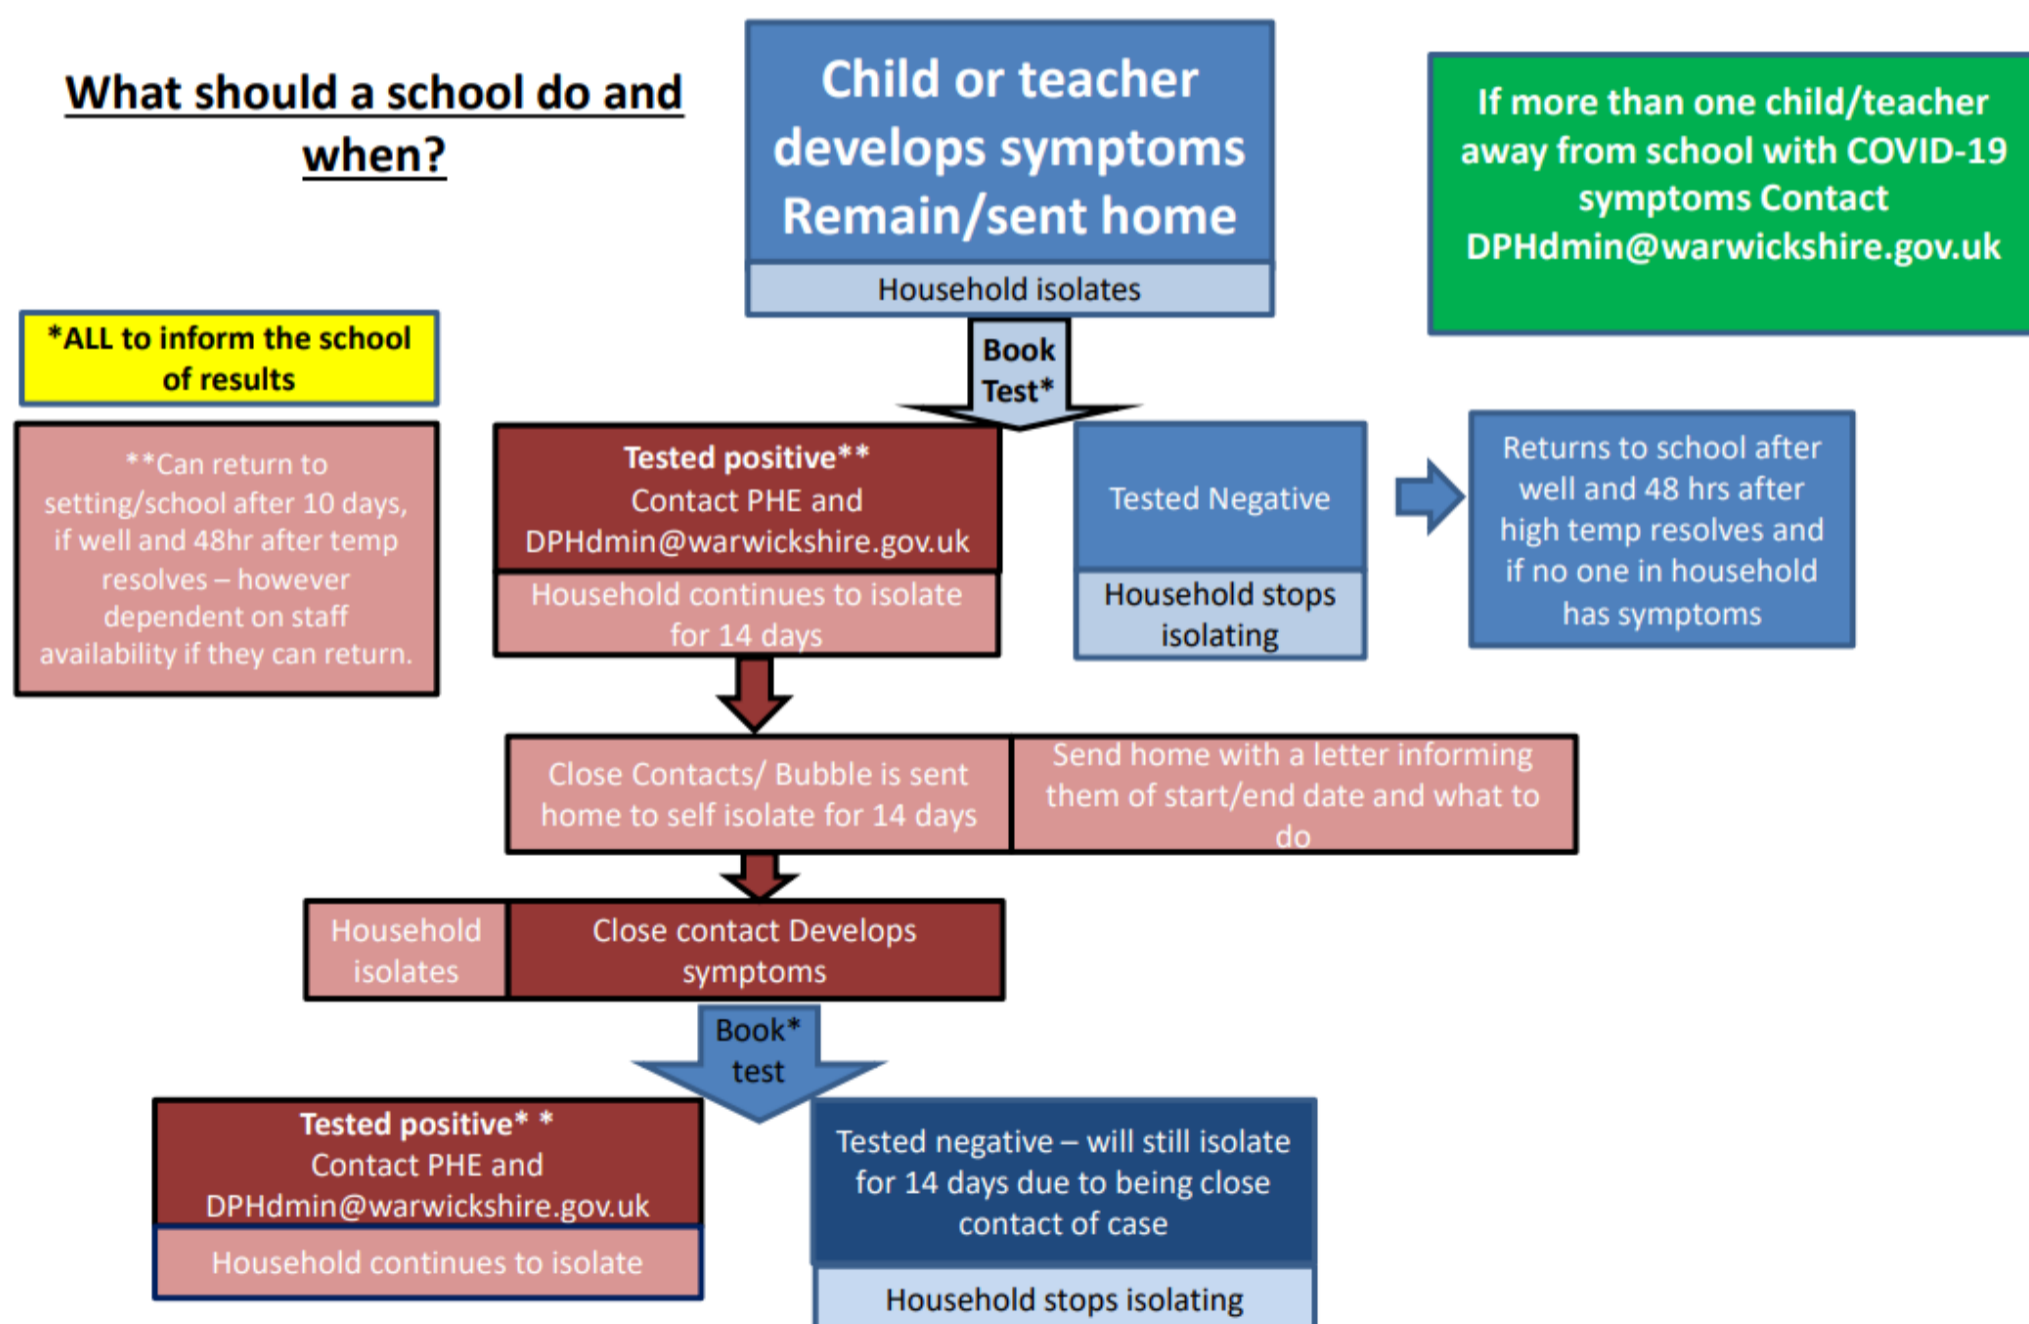 What should a school do and
when?
Child or teacher
develops symptoms
Remain/sent home
Household isolates
If more than one child/teacher
away from school with COVID-19
symptoms Contact
DPHdmin@warwickshire.gov.uk
*ALL to inform the school
of results
Book
Test*
**Can return to
setting/school after 10 days,
if well and 48hr after temp
resolves – however
dependent on staff
availability if they can return.
Tested positive**
Contact PHE and
DPHdmin@warwickshire.gov.uk
Household continues to isolate
for 14 days
Tested Negative
Household stops
isolating
Returns to school after
well and 48 hrs after
high temp resolves and
if no one in household
has symptoms
Close Contacts/ Bubble is sent
home to self isolate for 14 days
Send home with a letter informing
them of start/end date and what to
do
Household
isolates
Close contact Develops
symptoms
Book*
test
Tested positive* *
Contact PHE and
DPHdmin@warwickshire.gov.uk
Household continues to isolate
Tested negative – will still isolate
for 14 days due to being close
contact of case
Household stops isolating